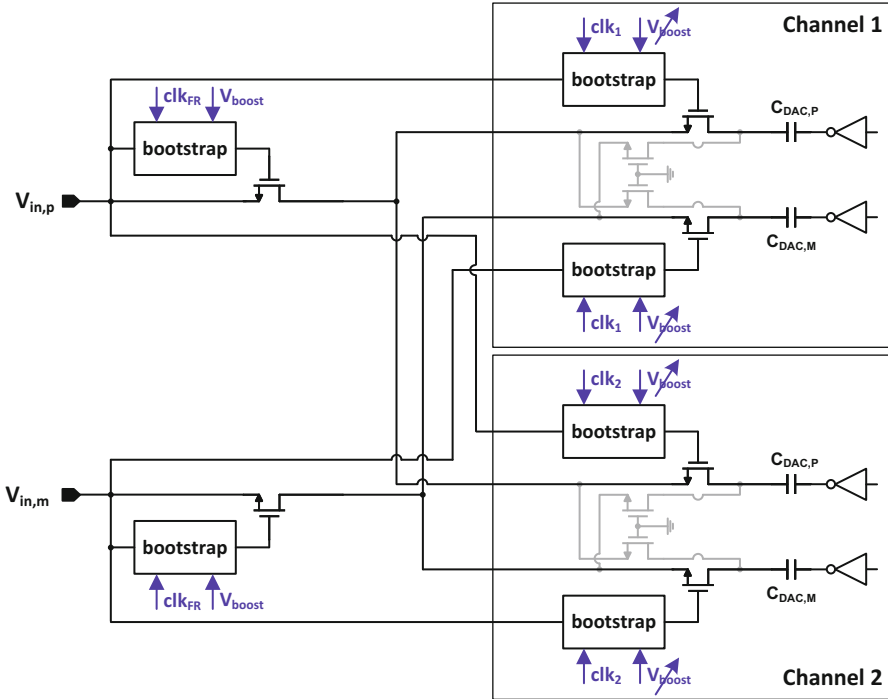 Channel 1
clk1 Vboost
bootstrap
clkFR Vboost
bootstrap
CDAC,P
Vin,p
CDAC,M
bootstrap
clk1 Vboost
clk2 Vboost
bootstrap
CDAC,P
Vin,m
bootstrap
clkFR Vboost
CDAC,M
bootstrap
clk2 Vboost
Channel 2